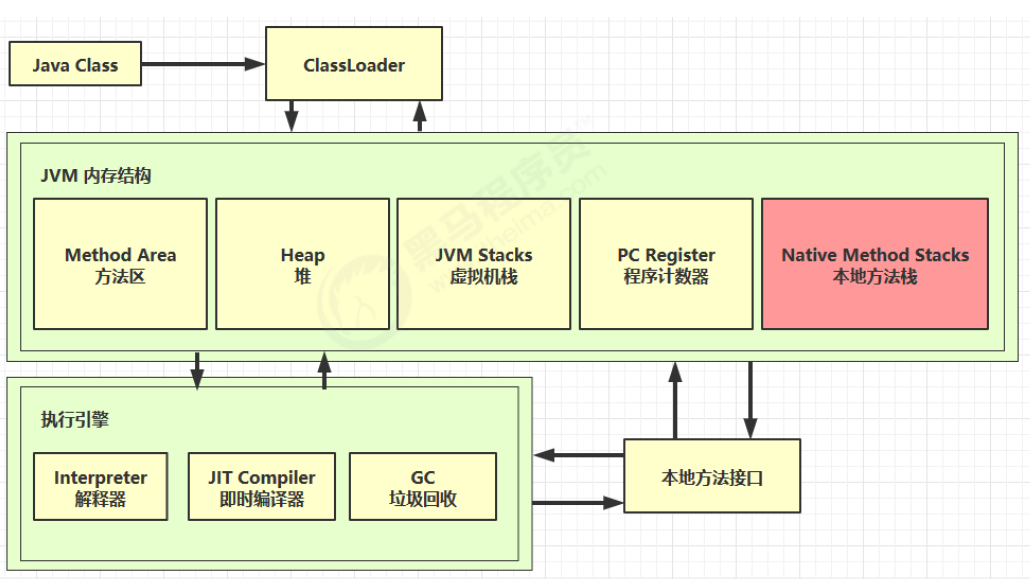 Java Class
ClassLoader
JVM 内存结构
Method Area
方法区
Heap
堆
JVM Stacks
虚拟机栈
PC Register
程序计数器
Native Method Stacks
本地方法栈
黑马程序员
执行引擎
Interpreter
解释器
JIT Compiler
即时编译器
GC
垃圾回收
本地方法接口